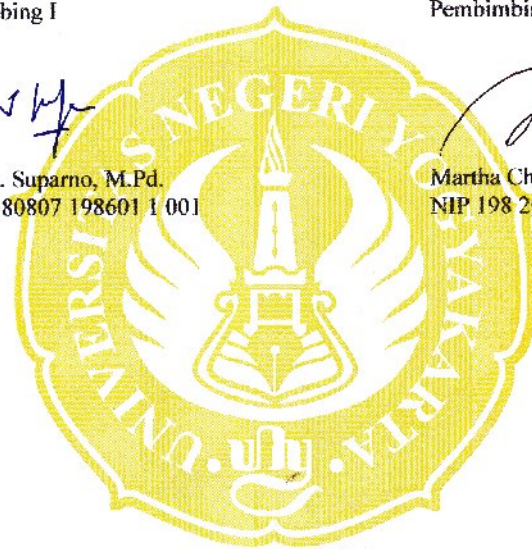 bing I
Pembimbin
. Suparno, M.Pd.
80807 198601 1 001
Martha Ch
NIP 198 2
UNIVERSITAS NEGERI YOGYAKARTA
uny